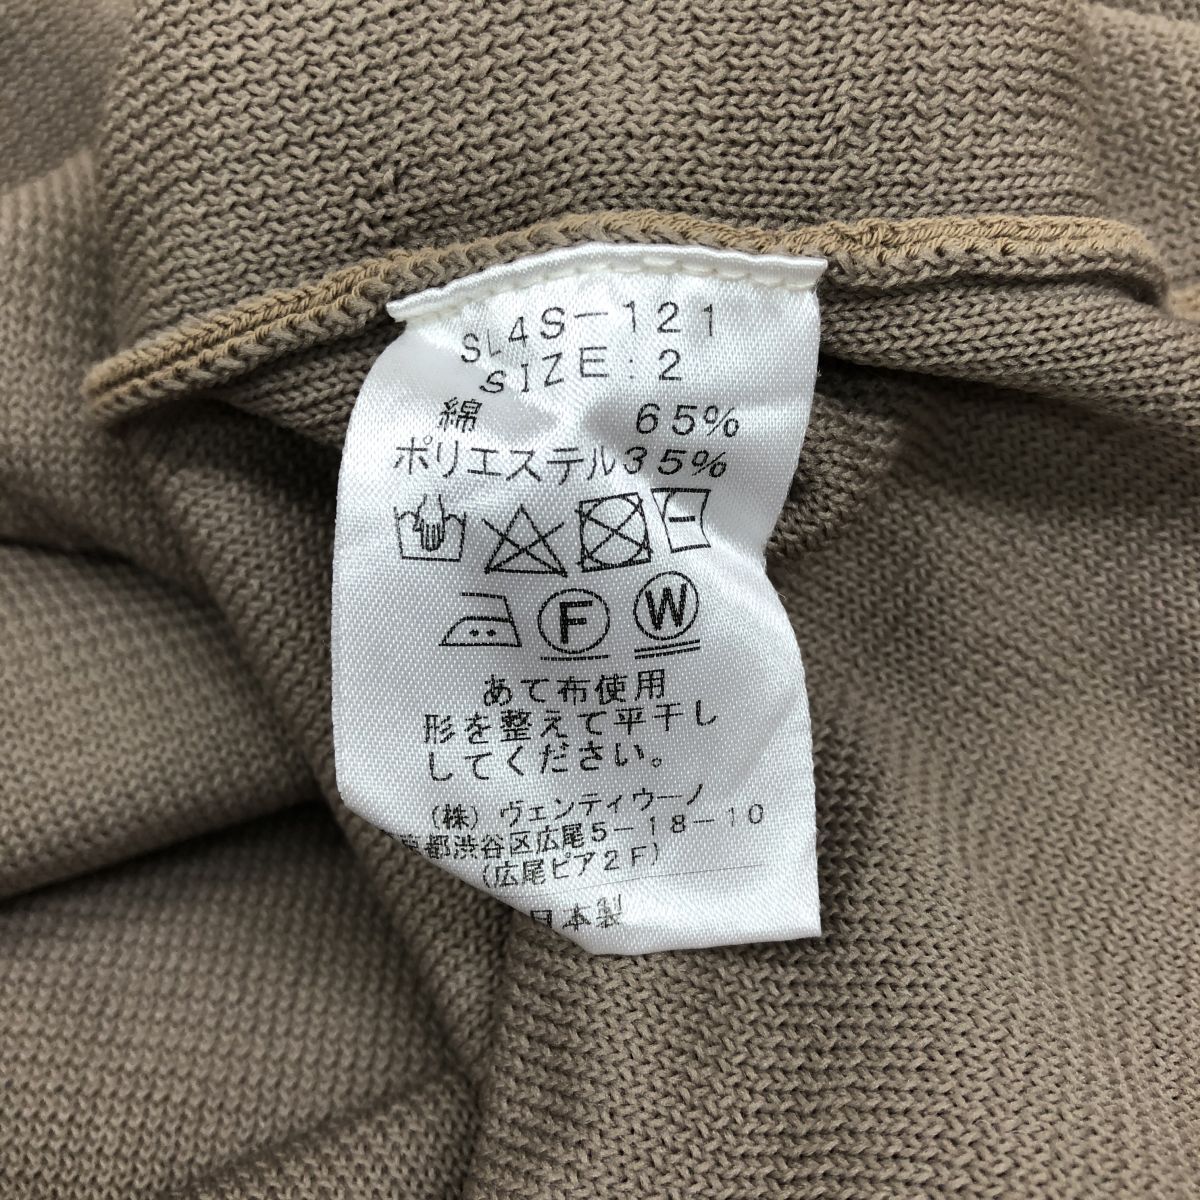 SL4S-121
SIZE:2
綿 65%
ポリエステル35%
F W
あて布使用
形を整えて平干し
してください。
(株)ヴェンティウーノ
京都渋谷区広尾5-18-10
(広尾ピア2F)
日本製